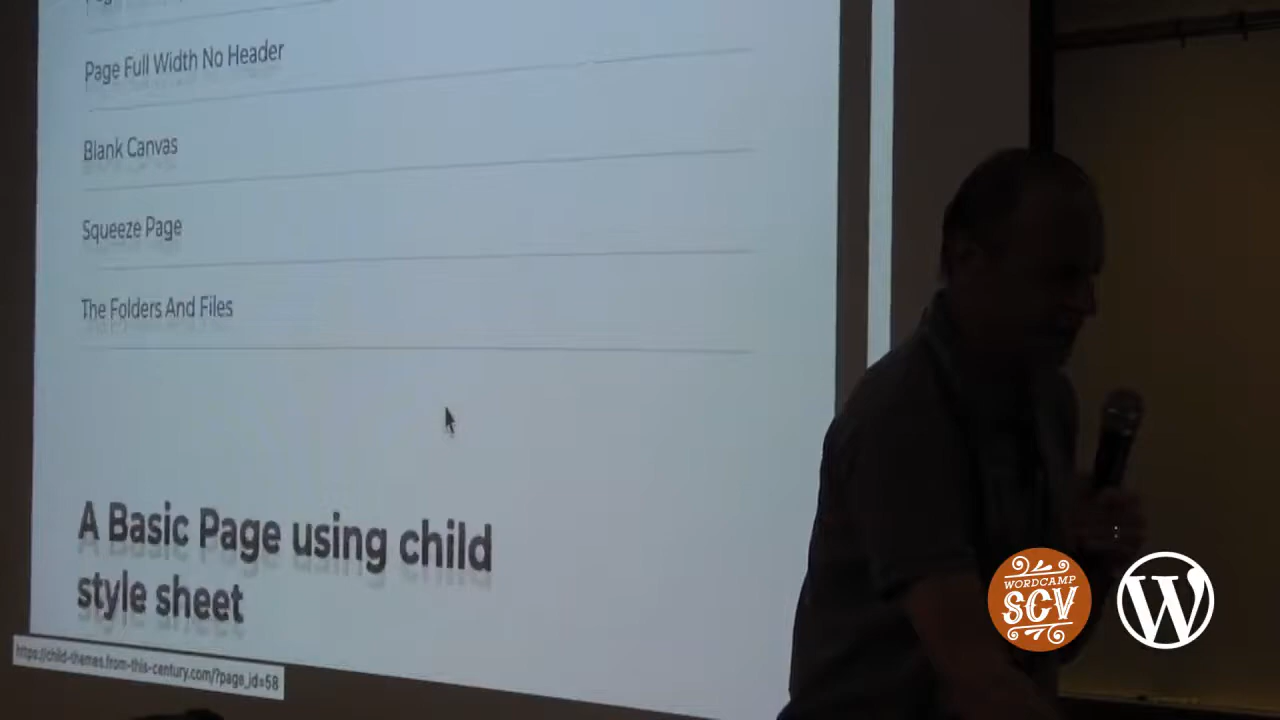 Page Full Width No Header
Blank Canvas
Squeeze Page
The Folders And Files
A Basic Page using child
style sheet
https://child-themes.from-this-century.com/?page_id=58
WORDCAMP
SCV
W